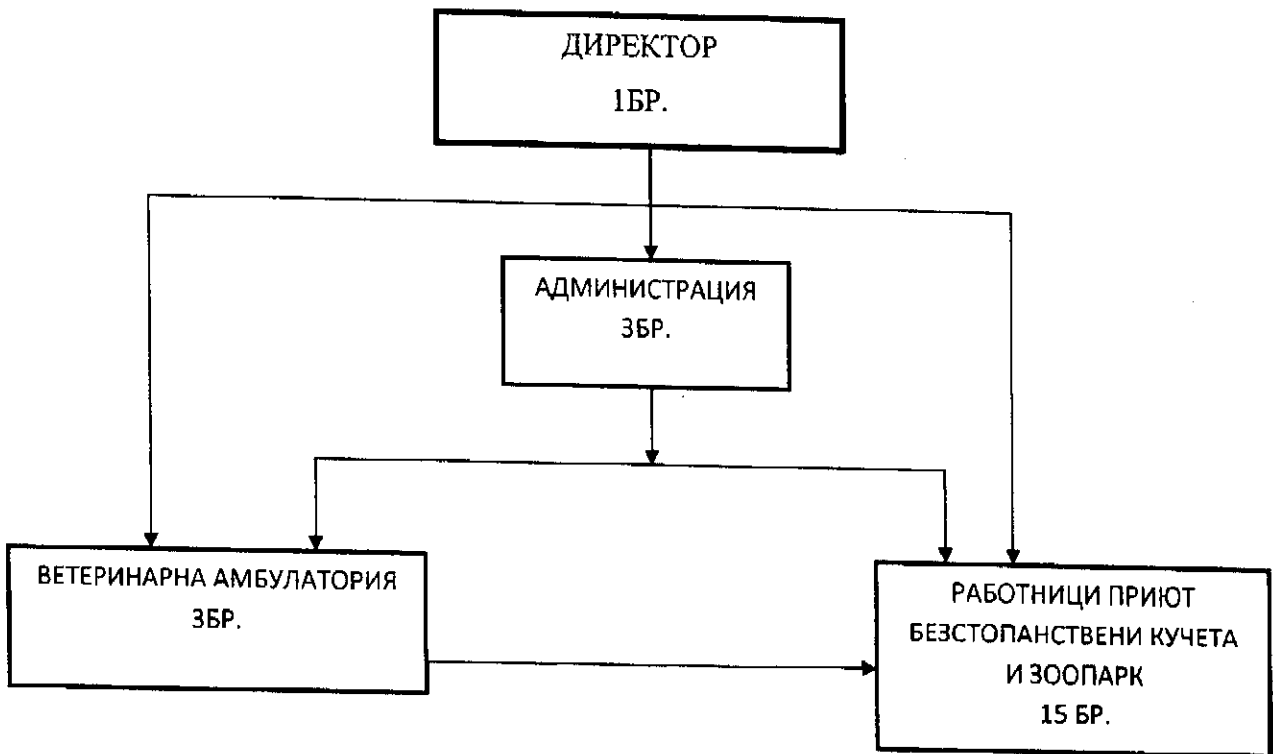 ДИРЕКТОР
1БР.
АДМИНИСТРАЦИЯ
3БР.
ВЕТЕРИНАРНА АМБУЛАТОРИЯ
3БР.
РАБОТНИЦИ ПРИЮТ
БЕЗСТОПАНСТВЕНИ КУЧЕТА
И ЗООПАРК
15 БР.